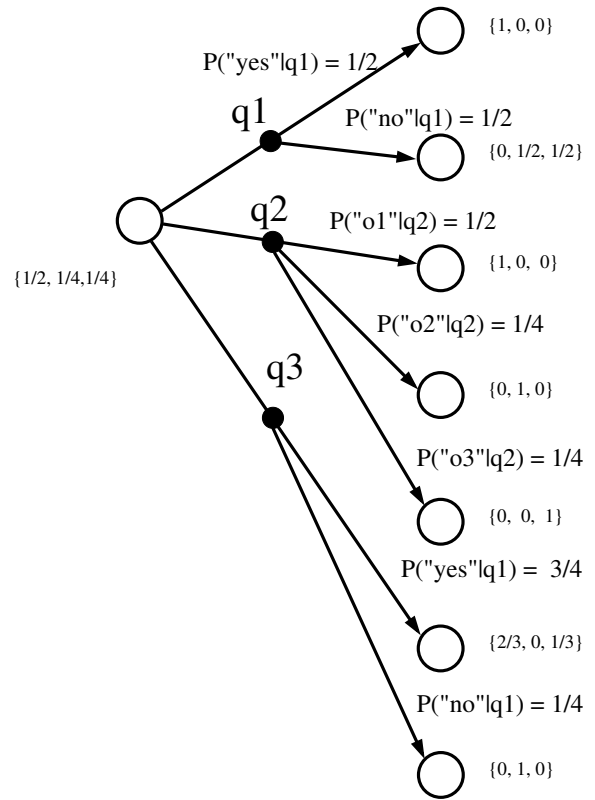 {1, 0, 0}
P("yes"|q1) = 1/2
q1
P("no"|q1) = 1/2
{0, 1/2, 1/2}
q2
P("o1"|q2) = 1/2
{1, 0, 0}
{1/2, 1/4,1/4}
P("o2"|q2) = 1/4
q3
{0, 1, 0}
P("o3"|q2) = 1/4
{0, 0, 1}
P("yes"|q1) = 3/4
{2/3, 0, 1/3}
P("no"|q1) = 1/4
{0, 1, 0}